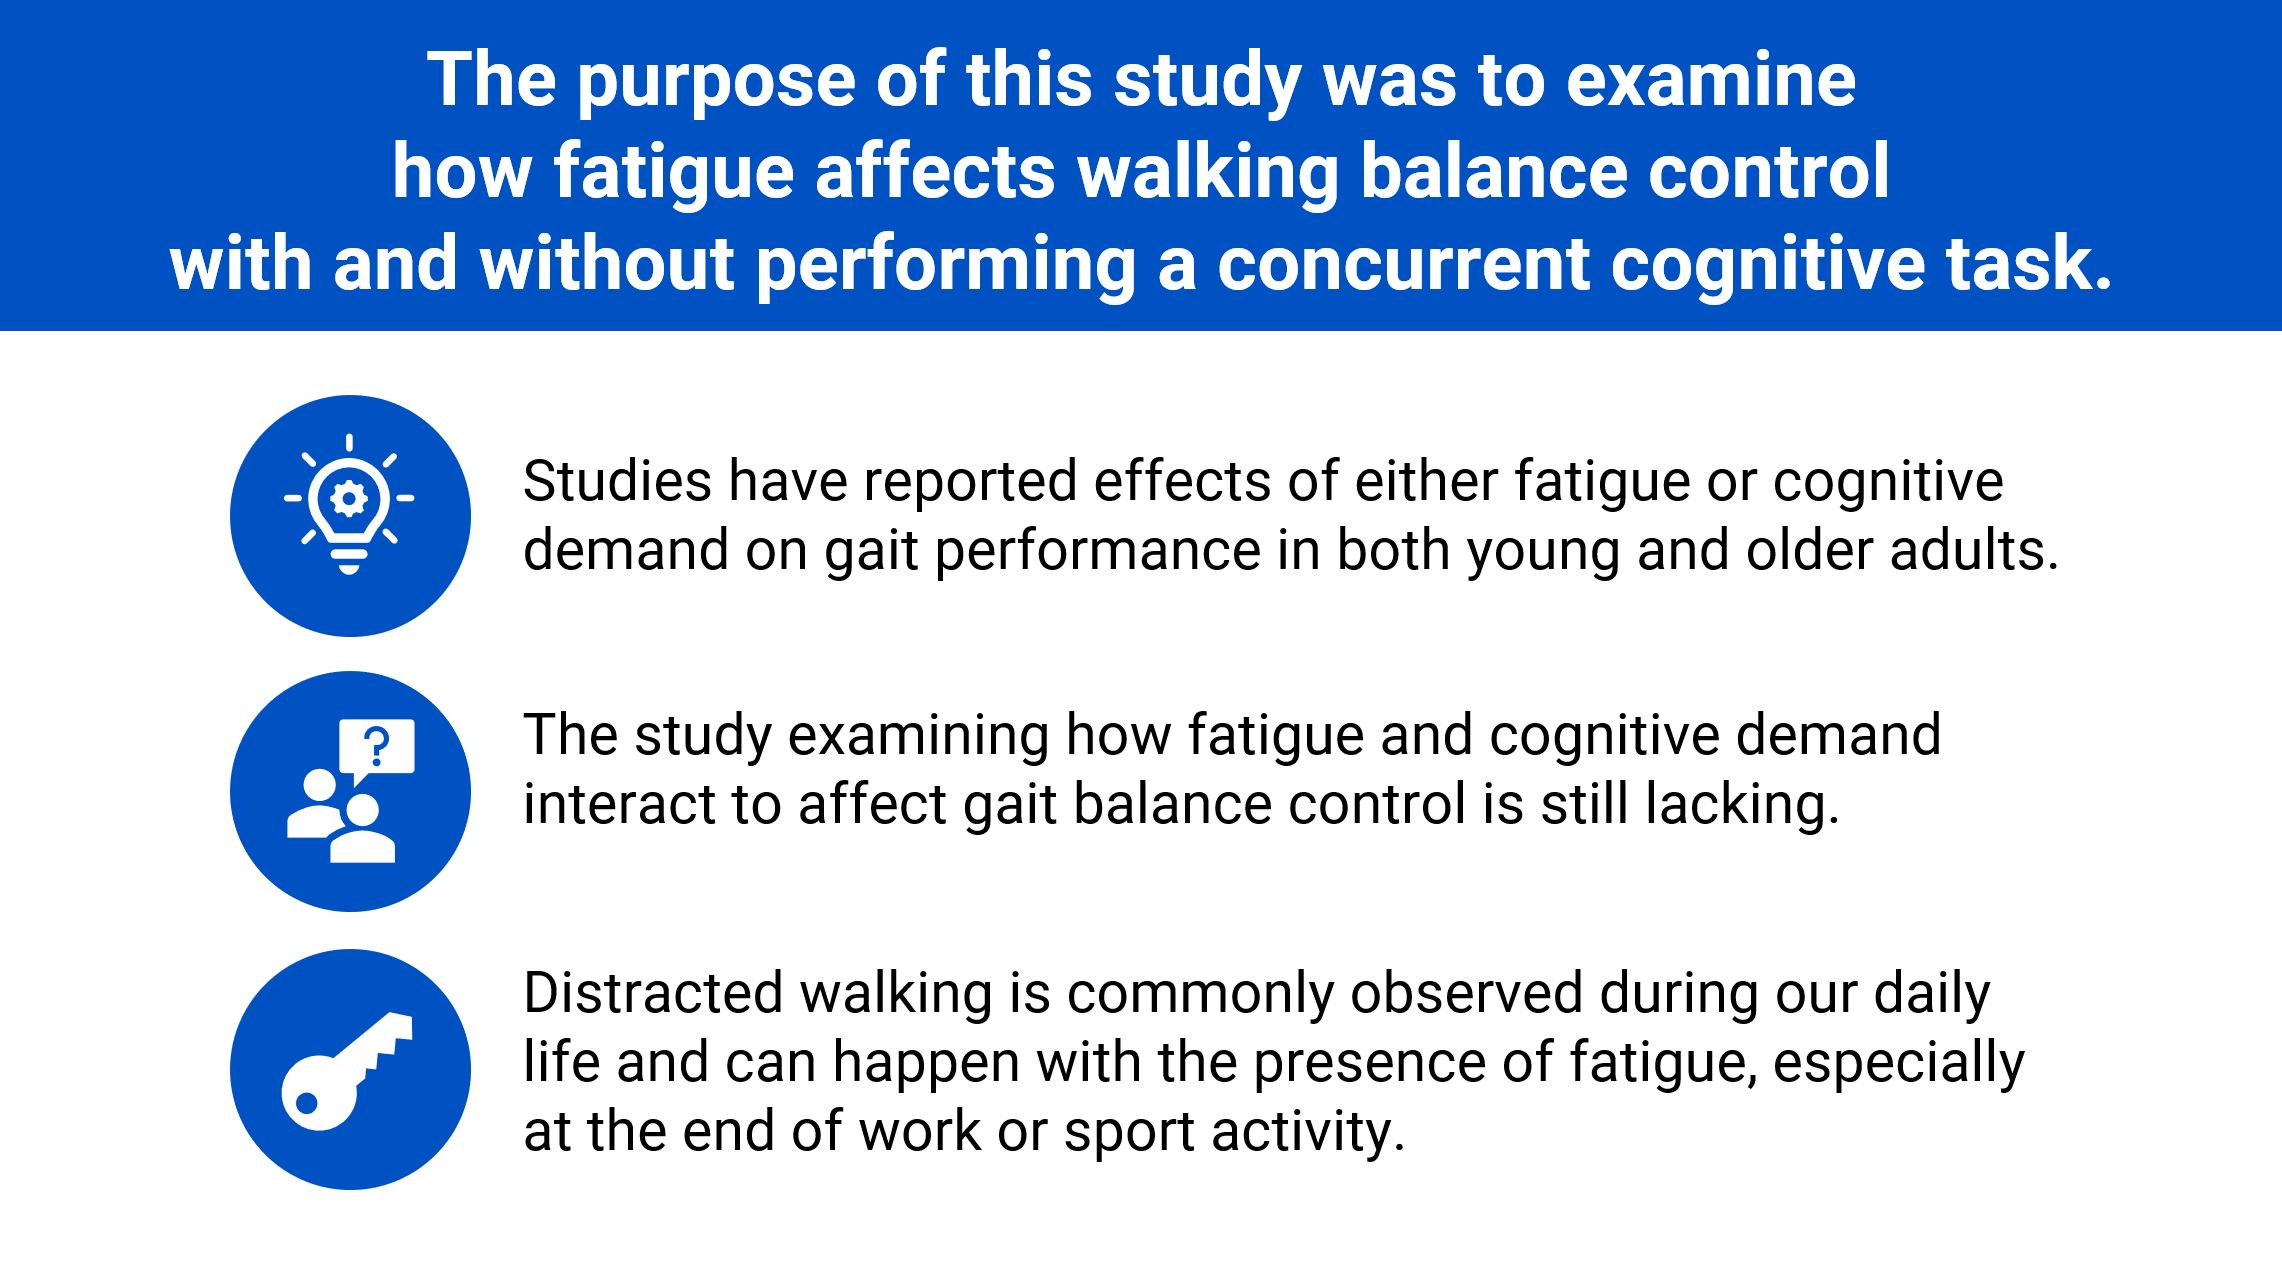 The purpose of this study was to examine
how fatigue affects walking balance control
with and without performing a concurrent cognitive task.
Studies have reported effects of either fatigue or cognitive
demand on gait performance in both young and older adults.
?
The study examining how fatigue and cognitive demand
interact to affect gait balance control is still lacking.
Distracted walking is commonly observed during our daily
life and can happen with the presence of fatigue, especially
at the end of work or sport activity.